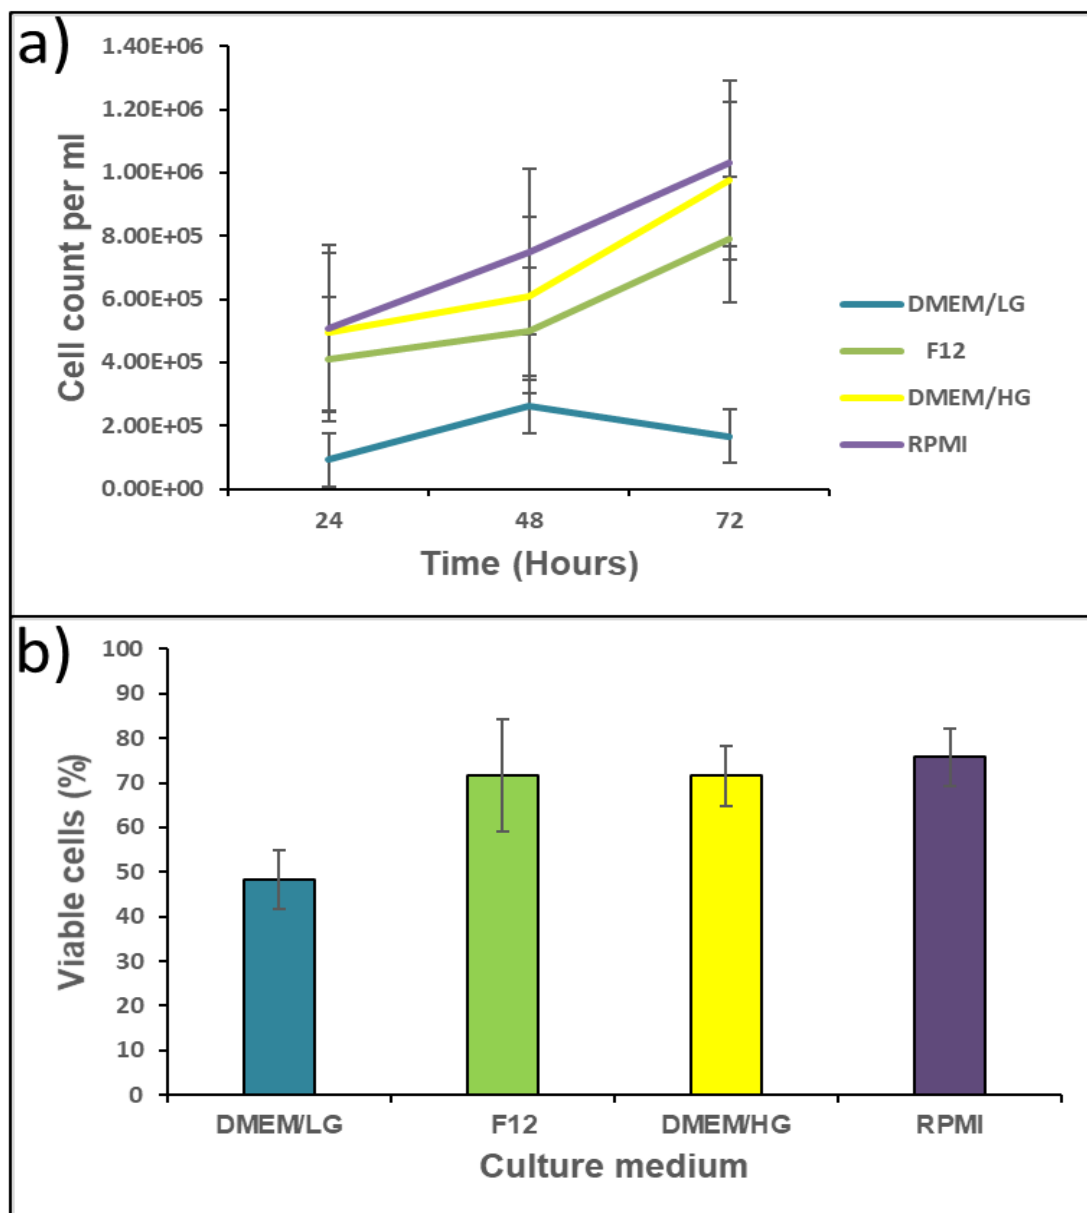 a)
Cell count per ml
1.40E+06
1.20E+06
1.00E+06
8.00E+05
6.00E+05
4.00E+05
2.00E+05
0.00E+00
24 48 72
Time (Hours)
DMEM/LG
F12
DMEM/HG
RPMI
b)
Viable cells (%)
100
90
80
70
60
50
40
30
20
10
0
DMEM/LG F12 DMEM/HG RPMI
Culture medium